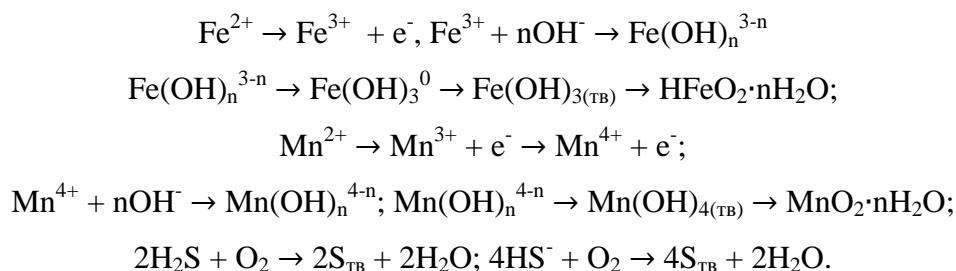 Fe²⁺ → Fe³⁺ + e⁻, Fe³⁺ + nOH⁻ → Fe(OH)ₙ³⁻ⁿ
Fe(OH)ₙ³⁻ⁿ → Fe(OH)₃⁰ → Fe(OH)₃₍тв₎ → HFeO₂·nH₂O;
Mn²⁺ → Mn³⁺ + e⁻ → Mn⁴⁺ + e⁻;
Mn⁴⁺ + nOH⁻ → Mn(OH)ₙ⁴⁻ⁿ; Mn(OH)ₙ⁴⁻ⁿ → Mn(OH)₄₍тв₎ → MnO₂·nH₂O;
2H₂S + O₂ → 2Sтв + 2H₂O; 4HS⁻ + O₂ → 4Sтв + 2H₂O.